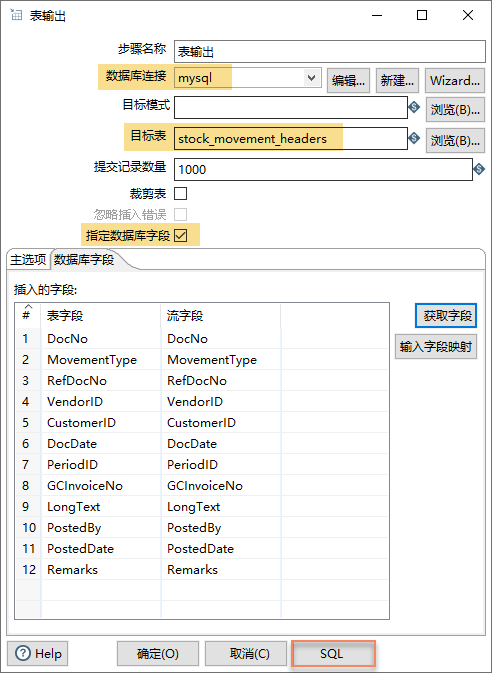 表输出
步骤名称 表输出
数据库连接 mysql 编辑... 新建... Wizard...
目标模式 浏览(B)...
目标表 stock_movement_headers 浏览(B)...
提交记录数量 1000
裁剪表
忽略插入错误
指定数据库字段
主选项 数据库字段
插入的字段:
# 表字段 流字段 获取字段
1 DocNo DocNo
输入字段映射
2 MovementType MovementType
3 RefDocNo RefDocNo
4 VendorID VendorID
5 CustomerID CustomerID
6 DocDate DocDate
7 PeriodID PeriodID
8 GCInvoiceNo GCInvoiceNo
9 LongText LongText
10 PostedBy PostedBy
11 PostedDate PostedDate
12 Remarks Remarks
Help 确定(O) 取消(C) SQL